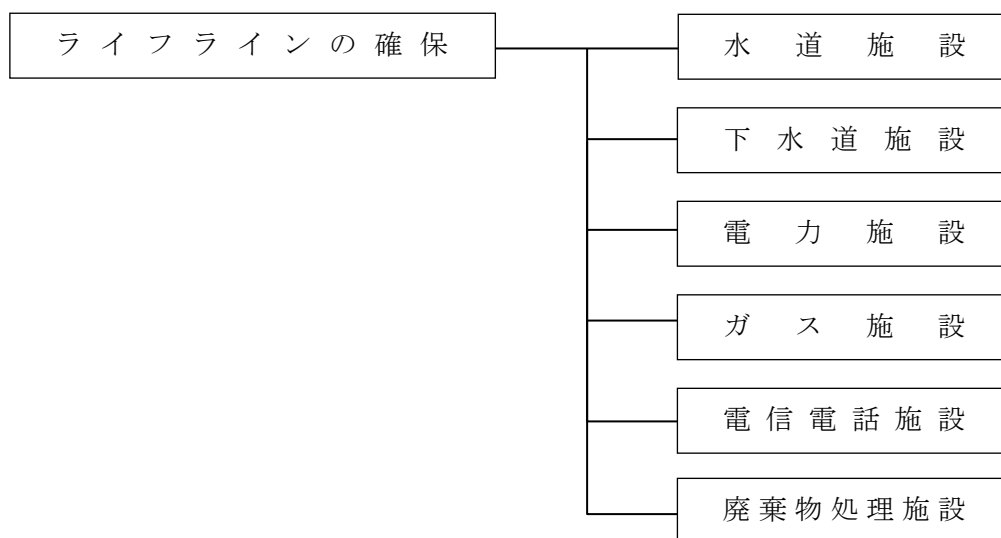 ライフラインの確保
水道施設
下水道施設
電力施設
ガス施設
電信電話施設
廃棄物処理施設